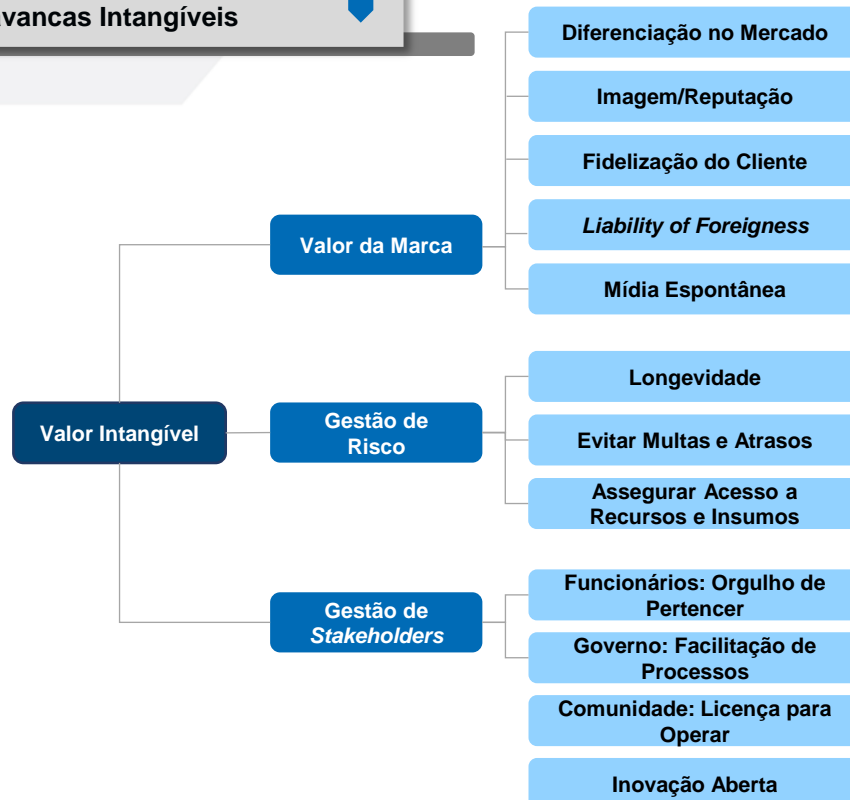 Intangíveis
Diferenciação no Mercado
Imagem/Reputação
Fidelização do Cliente
Liability of Foreigness
Mídia Espontânea
Valor da Marca
Longevidade
Evitar Multas e Atrasos
Assegurar Acesso a
Recursos e Insumos
Gestão de
Risco
Valor Intangível
Funcionários: Orgulho de
Pertencer
Governo: Facilitação de
Processos
Comunidade: Licença para
Operar
Inovação Aberta
Gestão de
Stakeholders